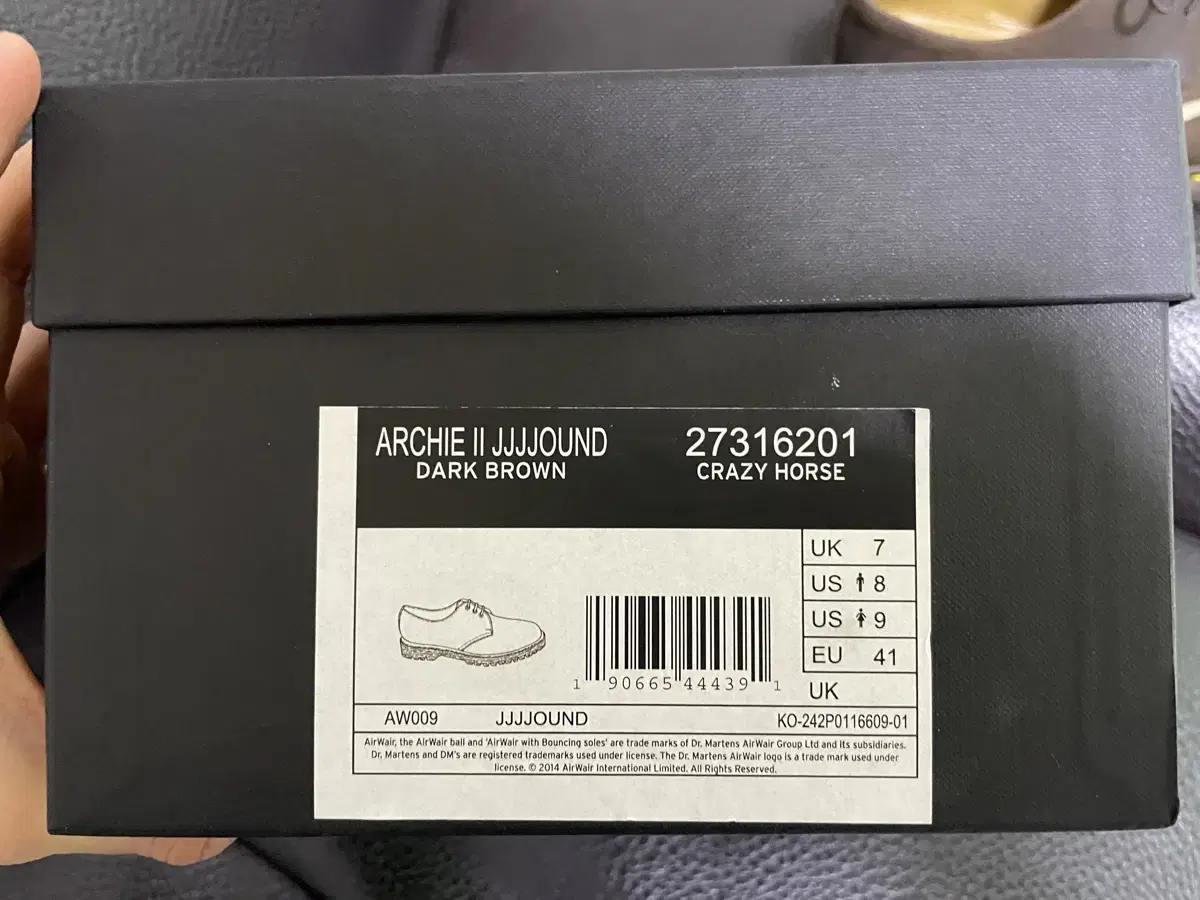 ARCHIE II JJJJOUND 27316201
DARK BROWN CRAZY HORSE
UK 7
US 8
US 9
EU 41
UK
1 90665 44439 1
AW009 JJJJOUND KO-242P0116609-01
AirWair, the AirWair ball and 'AirWair with Bouncing soles' are trade marks of Dr. Martens AirWair Group Ltd and its subsidiaries.
Dr. Martens and DM's are registered trademarks used under license. The Dr. Martens AirWair logo is a trade mark used under
license. © 2014 AirWair International Limited. All Rights Reserved.